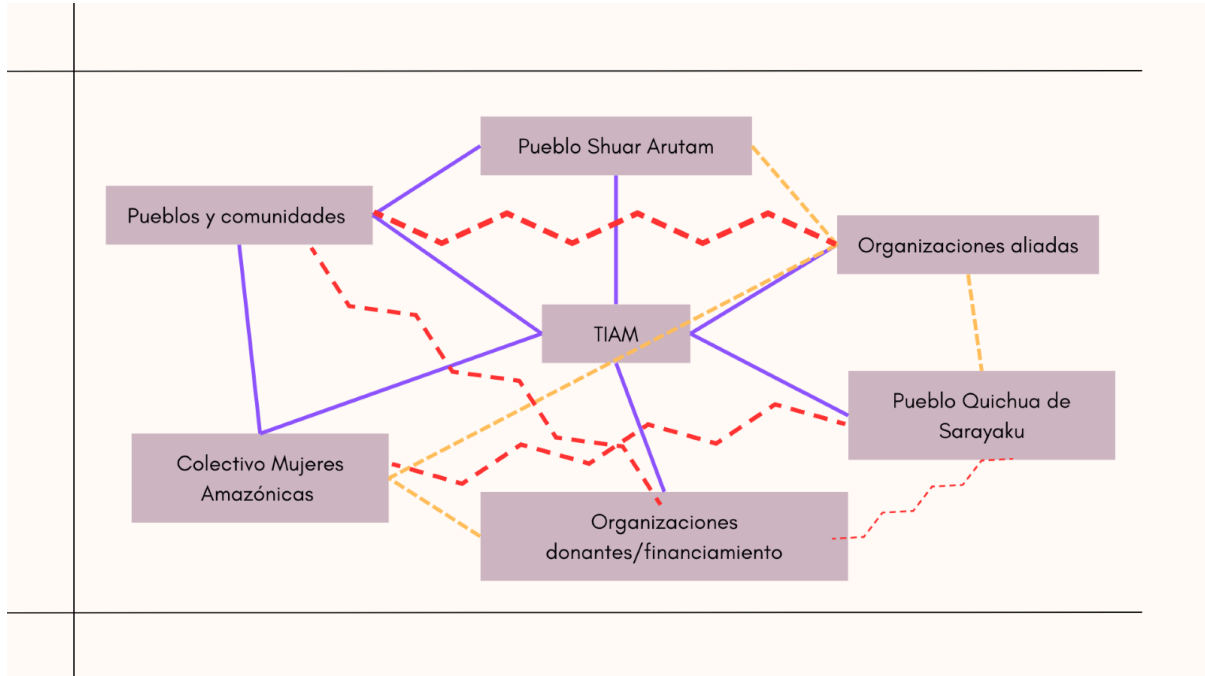 Pueblo Shuar Arutam
Pueblos y comunidades
Organizaciones aliadas
TIAM
Pueblo Quichua de
Sarayaku
Colectivo Mujeres
Amazónicas
Organizaciones
donantes/financiamiento